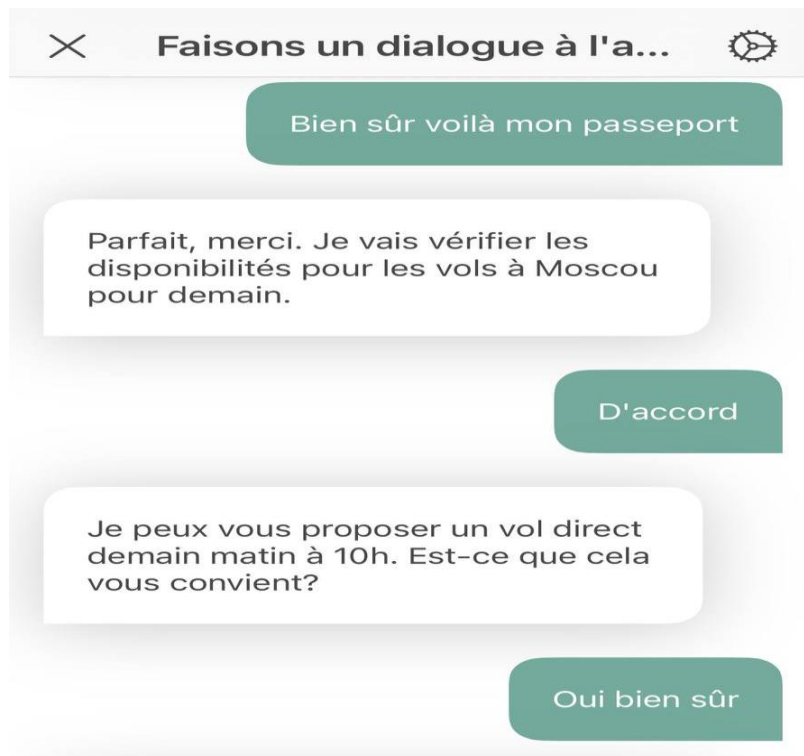 Faisons un dialogue à l'a...
Bien sûr voilà mon passeport
Parfait, merci. Je vais vérifier les
disponibilités pour les vols à Moscou
pour demain.
D'accord
Je peux vous proposer un vol direct
demain matin à 10h. Est-ce que cela
vous convient?
Oui bien sûr